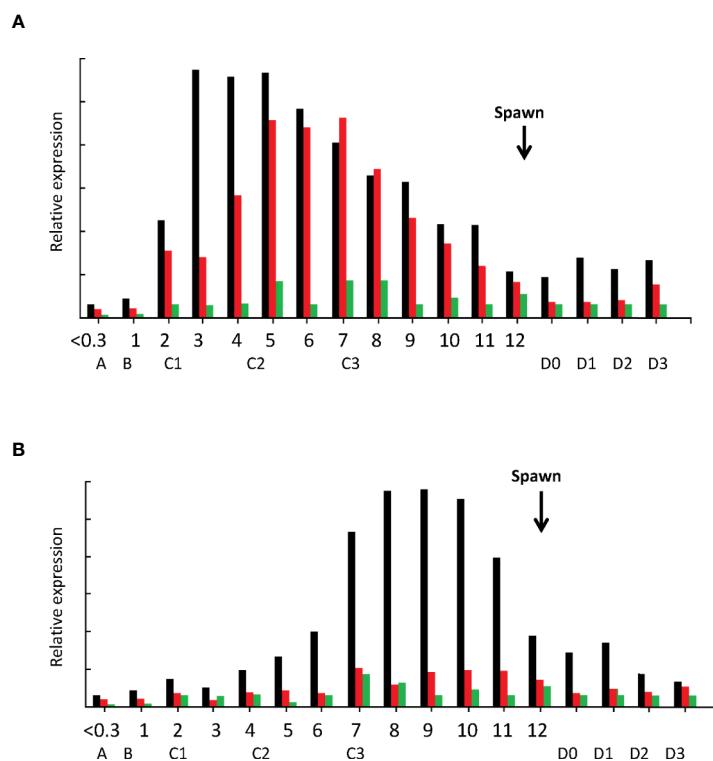 A
Relative expression
Spawn
<0.3 1 2 3 4 5 6 7 8 9 10 11 12
A B C1 C2 C3 D0 D1 D2 D3
B
Relative expression
Spawn
<0.3 1 2 3 4 5 6 7 8 9 10 11 12
A B C1 C2 C3 D0 D1 D2 D3